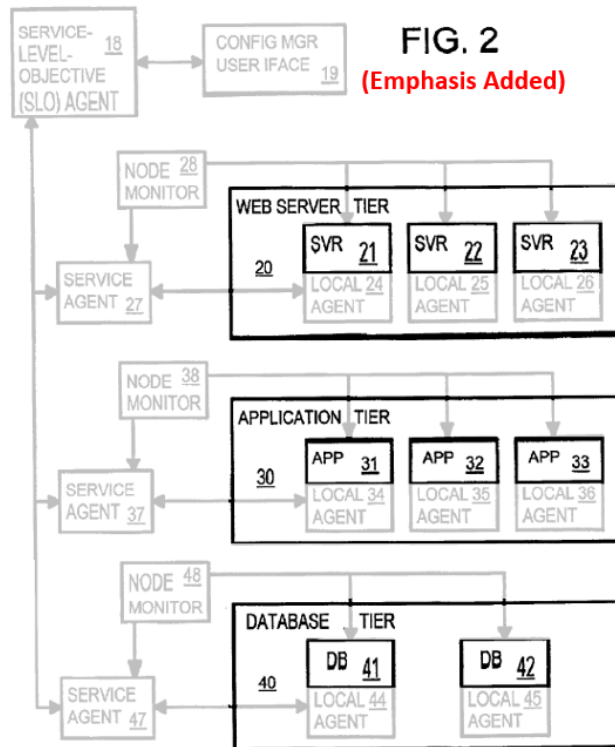 SERVICE-
LEVEL-
OBJECTIVE
(SLO) AGENT
18
CONFIG MGR
USER IFACE
19
FIG. 2
(Emphasis Added)
NODE 28
MONITOR
WEB SERVER TIER
SVR 21
SVR 22
SVR 23
SERVICE
AGENT 27
20
LOCAL 24
AGENT
LOCAL 25
AGENT
LOCAL 26
AGENT
NODE 38
MONITOR
APPLICATION TIER
APP 31
APP 32
APP 33
SERVICE
AGENT 37
30
LOCAL 34
AGENT
LOCAL 35
AGENT
LOCAL 36
AGENT
NODE 48
MONITOR
DATABASE TIER
DB 41
DB 42
SERVICE
AGENT 47
40
LOCAL 44
AGENT
LOCAL 45
AGENT